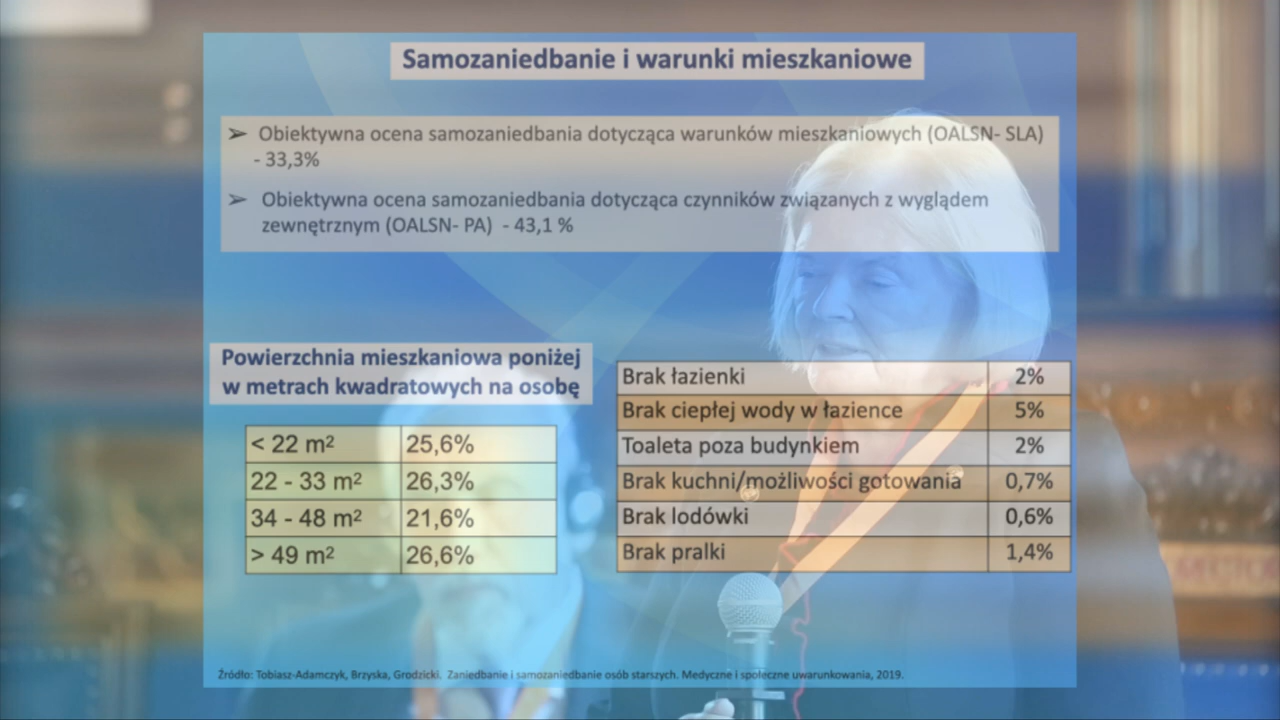 Samozaniedbanie i warunki mieszkaniowe
➢ Obiektywna ocena samozaniedbania dotycząca warunków mieszkaniowych (OALSN- SLA)
- 33,3%
➢ Obiektywna ocena samozaniedbania dotycząca czynników związanych z wyglądem
zewnętrznym (OALSN- PA) - 43,1 %
Powierzchnia mieszkaniowa poniżej
w metrach kwadratowych na osobę
< 22 m² 25,6%
22 - 33 m² 26,3%
34 - 48 m² 21,6%
> 49 m² 26,6%
Brak łazienki 2%
Brak ciepłej wody w łazience 5%
Toaleta poza budynkiem 2%
Brak kuchni/możliwości gotowania 0,7%
Brak lodówki 0,6%
Brak pralki 1,4%
Źródło: Tobiasz-Adamczyk, Brzyska, Grodzicki. Zaniedbanie i samozaniedbanie osób starszych. Medyczne i społeczne uwarunkowania, 2019.